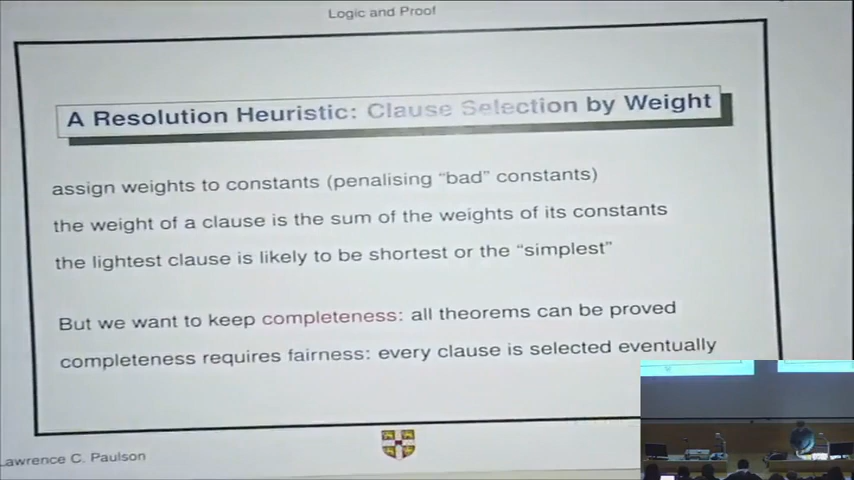 Logic and Proof
A Resolution Heuristic: Clause Selection by Weight
assign weights to constants (penalising "bad" constants)
the weight of a clause is the sum of the weights of its constants
the lightest clause is likely to be shortest or the "simplest"
But we want to keep completeness: all theorems can be proved
completeness requires fairness: every clause is selected eventually
Lawrence C. Paulson